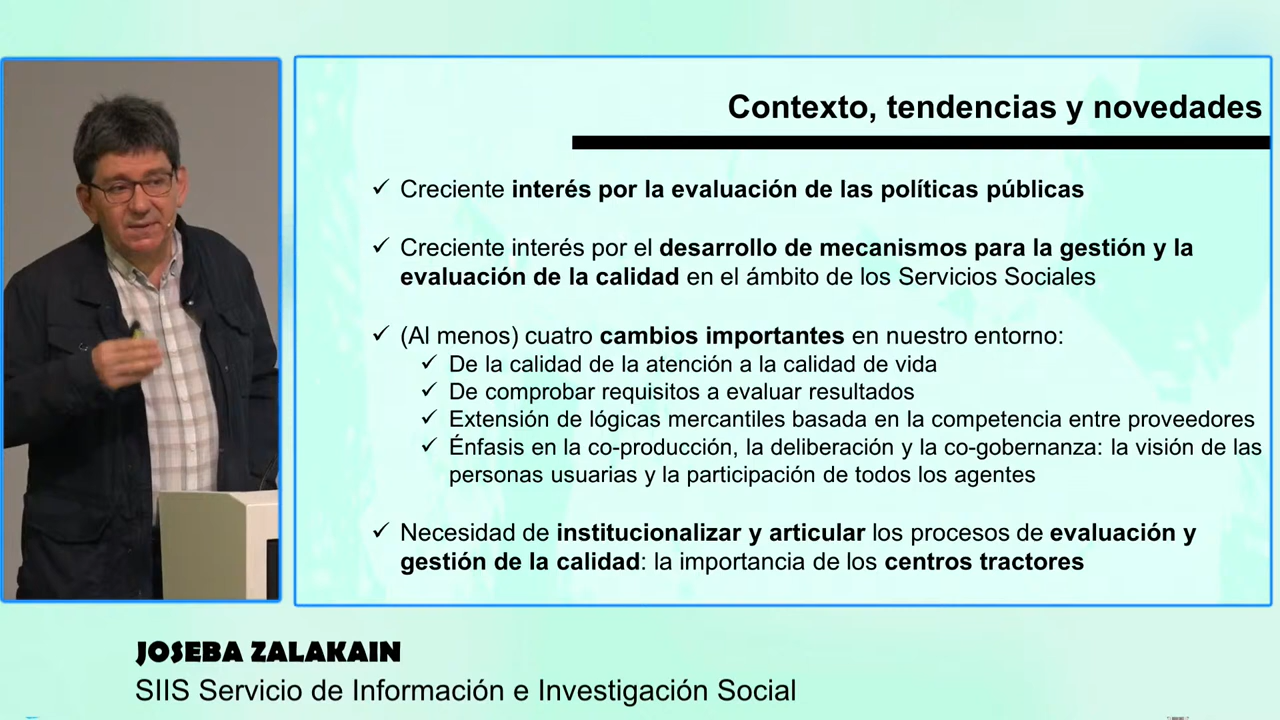 Contexto, tendencias y novedades
✓ Creciente interés por la evaluación de las políticas públicas
✓ Creciente interés por el desarrollo de mecanismos para la gestión y la
evaluación de la calidad en el ámbito de los Servicios Sociales
✓ (Al menos) cuatro cambios importantes en nuestro entorno:
✓ De la calidad de la atención a la calidad de vida
✓ De comprobar requisitos a evaluar resultados
✓ Extensión de lógicas mercantiles basada en la competencia entre proveedores
✓ Énfasis en la co-producción, la deliberación y la co-gobernanza: la visión de las
personas usuarias y la participación de todos los agentes
✓ Necesidad de institucionalizar y articular los procesos de evaluación y
gestión de la calidad: la importancia de los centros tractores
JOSEBA ZALAKAIN
SIIS Servicio de Información e Investigación Social